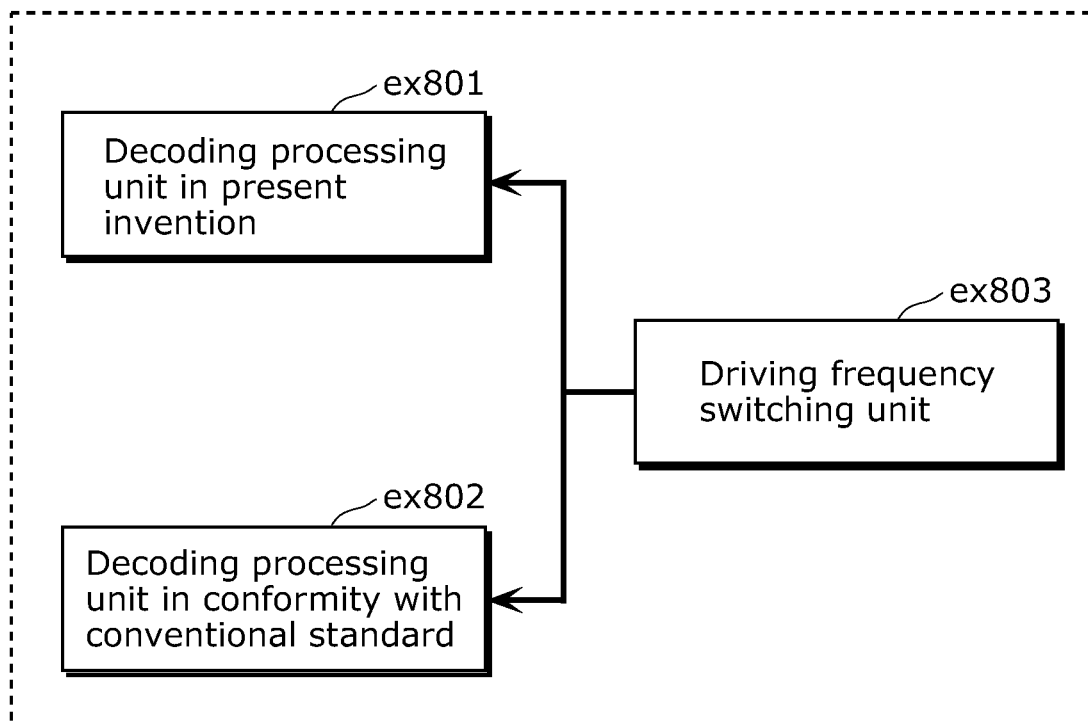 ex801
Decoding processing
unit in present
invention
ex803
Driving frequency
switching unit
ex802
Decoding processing
unit in conformity with
conventional standard